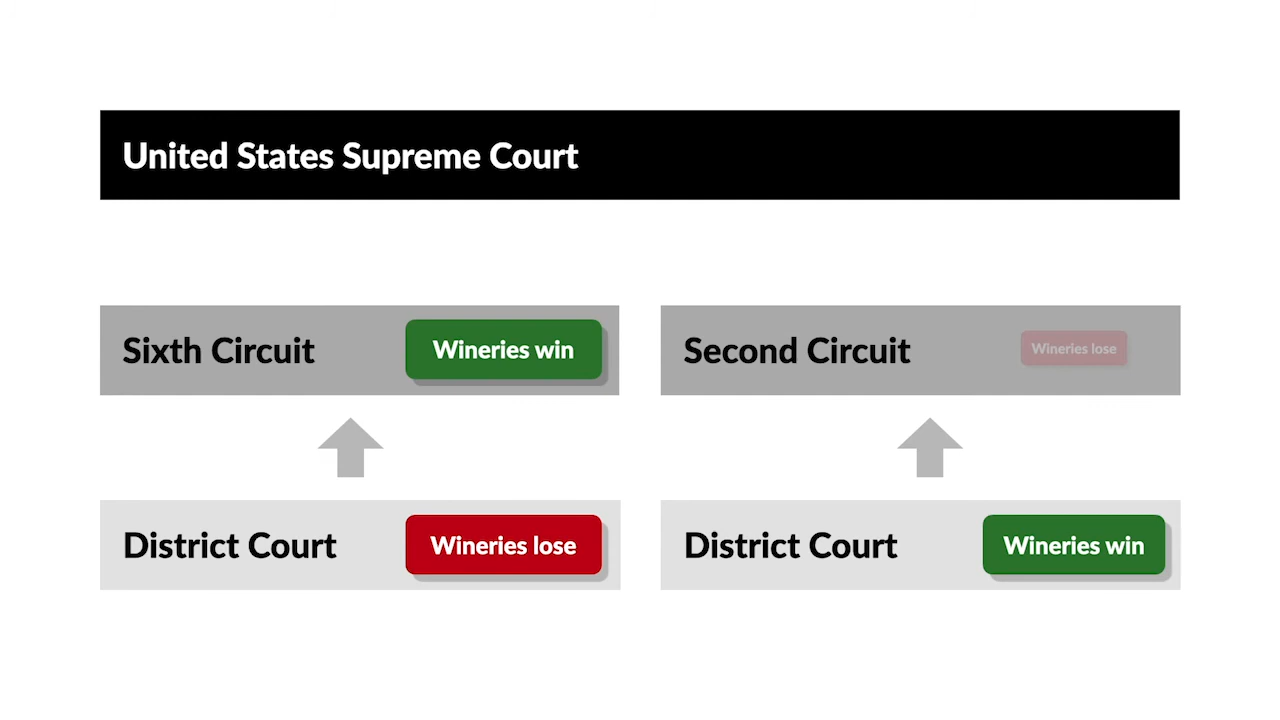 United States Supreme Court
Sixth Circuit
Wineries win
Second Circuit
Wineries lose
District Court
Wineries lose
District Court
Wineries win